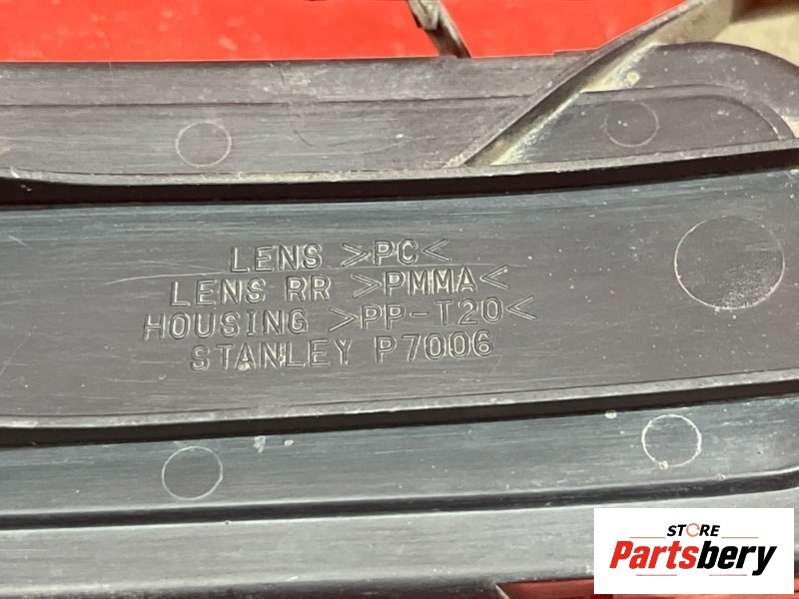 LENS >PC<
LENS RR >PMMA<
HOUSING >PP-T20<
STANLEY P7006
STORE
Partsbery